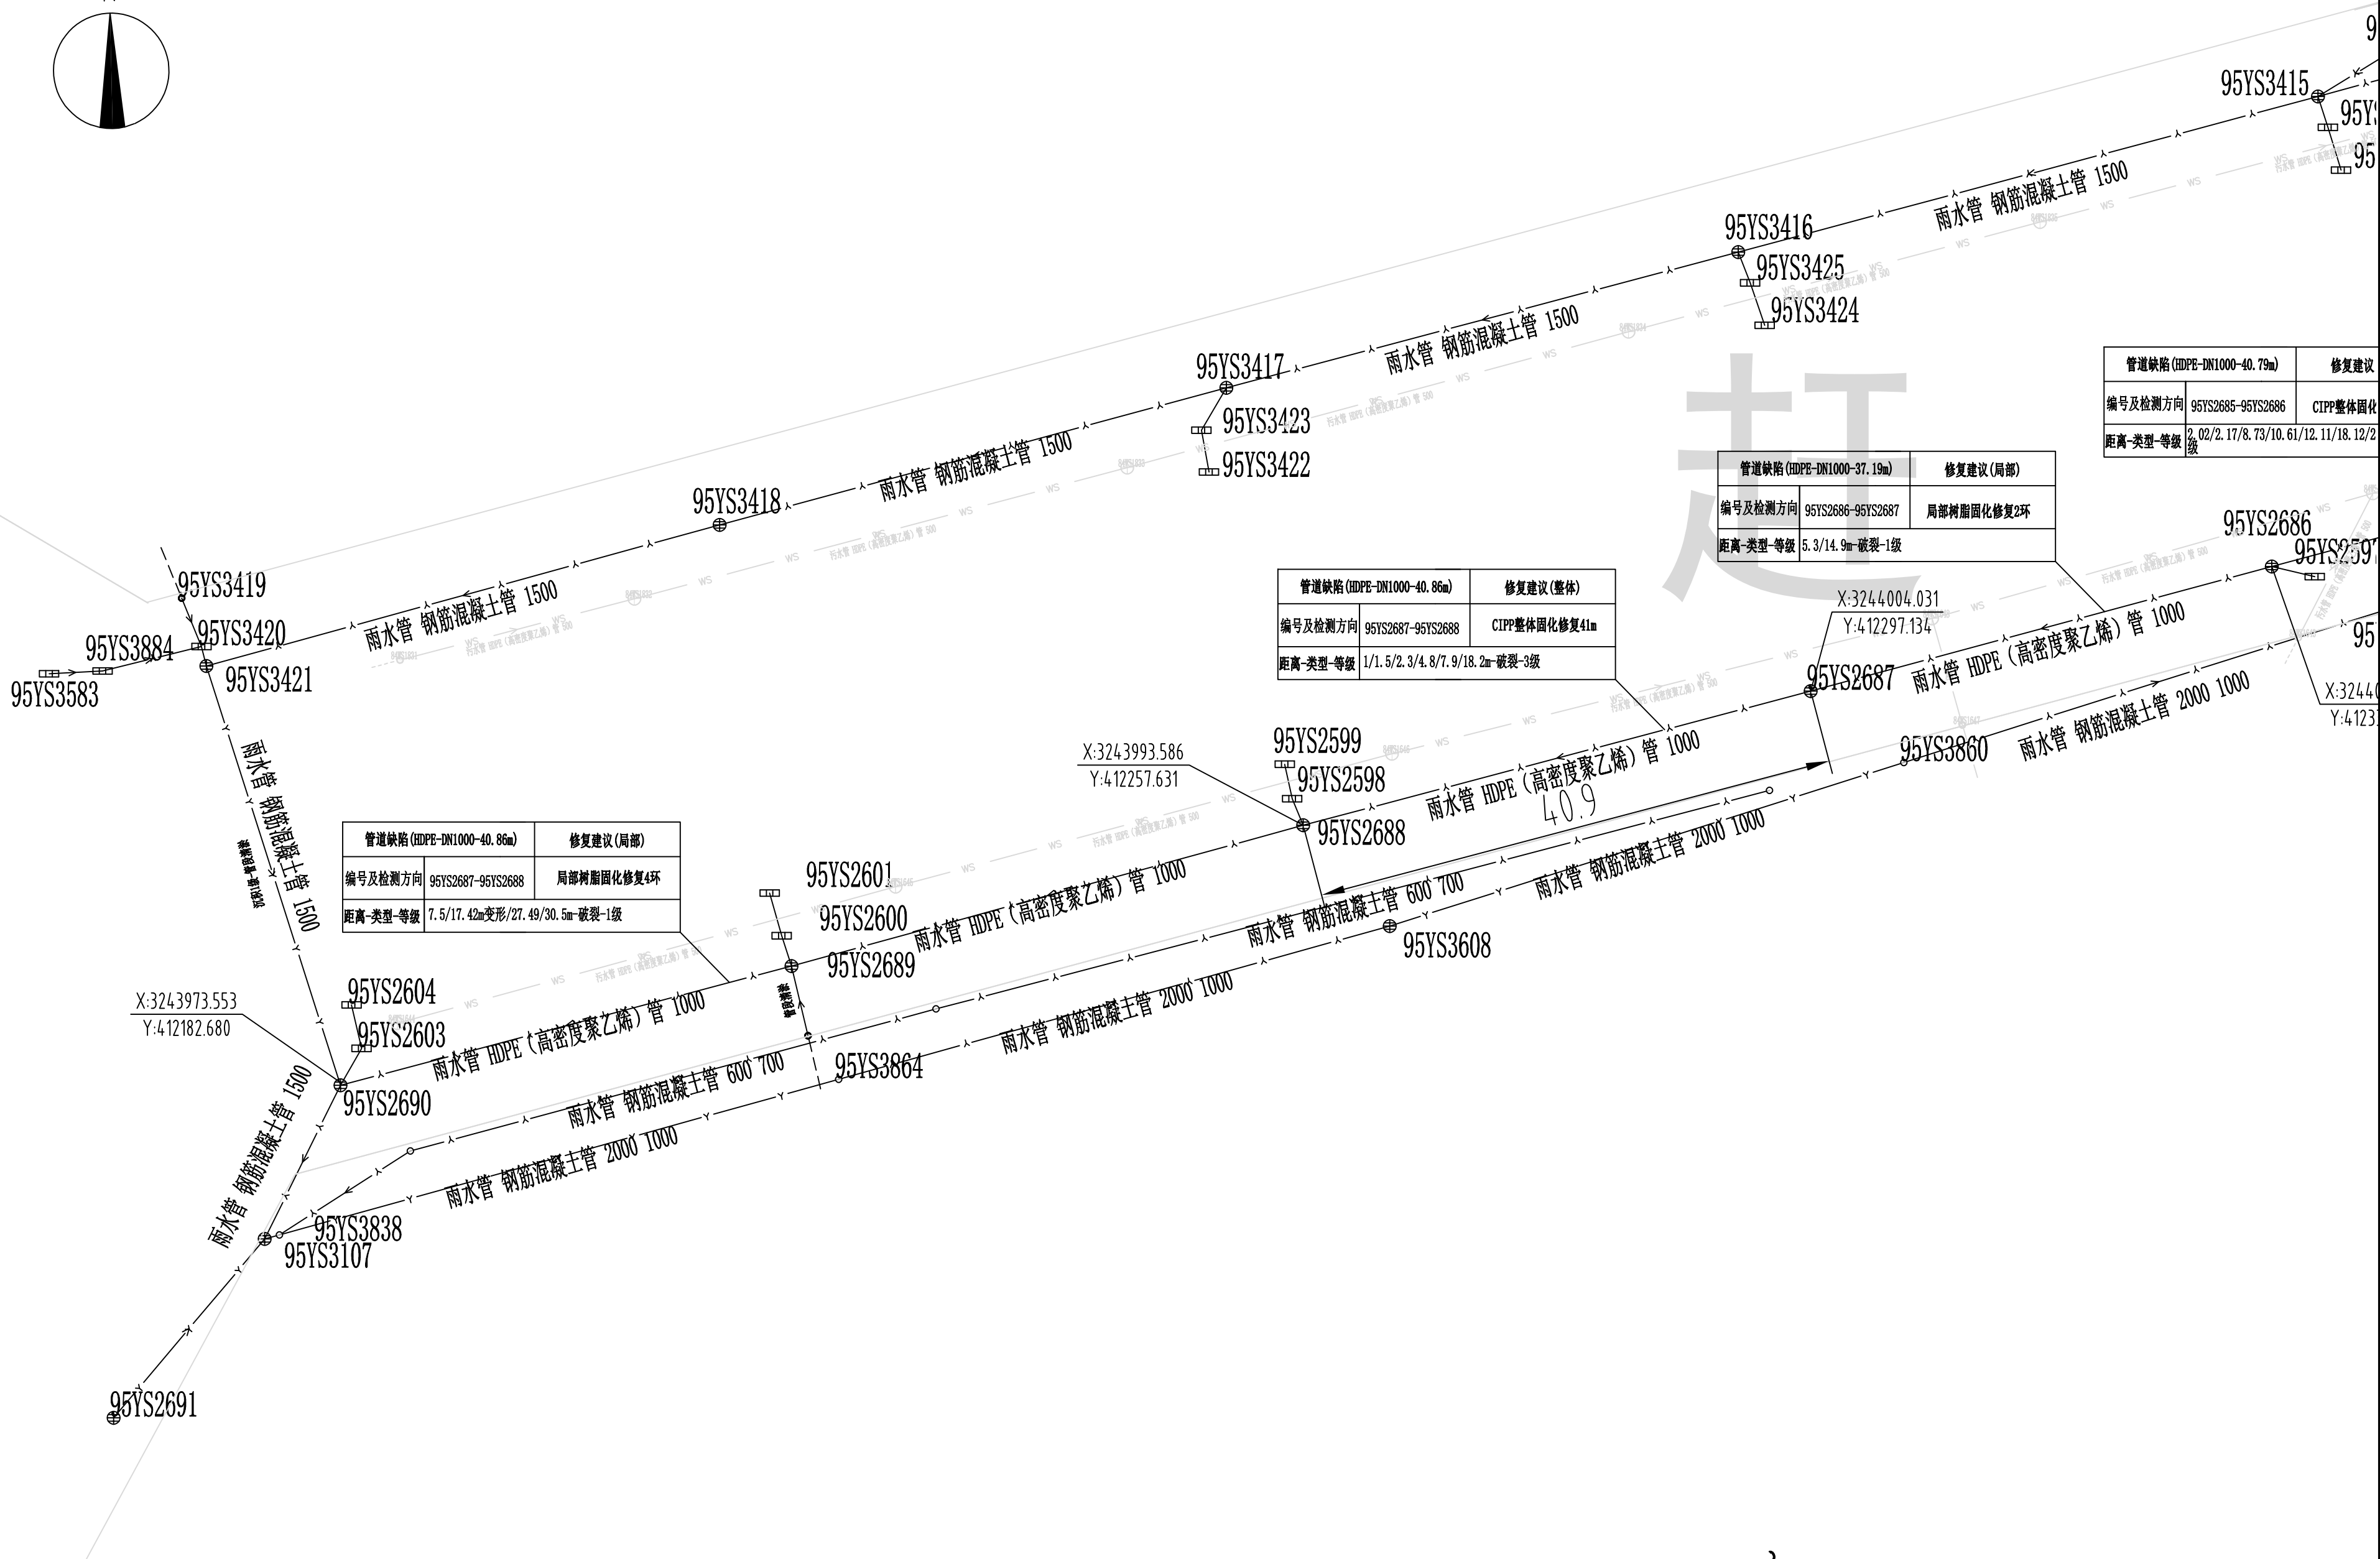 95YS3415
雨水管 钢筋混凝土管 1500
95YS3416
95YS3425
95YS3424
雨水管 钢筋混凝土管 1500
95YS3417
95YS3423
95YS3422
雨水管 钢筋混凝土管 1500
95YS3418
雨水管 钢筋混凝土管 1500
95YS3419
95YS3420
95YS3884
95YS3421
95YS3583
赶
管道缺陷(HDPE-DN1000-40.79m) 修复建议
编号及检测方向 95YS2685-95YS2686 CIPP整体固化
距离-类型-等级 2.02/2.17/8.73/10.61/12.11/18.12/2
级
管道缺陷(HDPE-DN1000-37.19m) 修复建议(局部)
编号及检测方向 95YS2686-95YS2687 局部树脂固化修复2环
距离-类型-等级 5.3/14.9m-破裂-1级
95YS2686
95YS2597
管道缺陷(HDPE-DN1000-40.86m) 修复建议(整体)
编号及检测方向 95YS2687-95YS2688 CIPP整体固化修复41m
距离-类型-等级 1/1.5/2.3/4.8/7.9/18.2m-破裂-3级
X:3244004.031
Y:412297.134
95YS2687
雨水管 HDPE（高密度聚乙烯）管 1000
95YS3860
雨水管 钢筋混凝土管 2000 1000
X:3243993.586
Y:412257.631
95YS2599
95YS2598
95YS2688
雨水管 HDPE（高密度聚乙烯）管 1000
40.9
雨水管 钢筋混凝土管 2000 1000
雨水管 钢筋混凝土管 1500
管道缺陷(HDPE-DN1000-40.86m) 修复建议(局部)
编号及检测方向 95YS2687-95YS2688 局部树脂固化修复4环
距离-类型-等级 7.5/17.42m变形/27.49/30.5m-破裂-1级
95YS2601
95YS2600
95YS2689
雨水管 HDPE（高密度聚乙烯）管 1000
雨水管 钢筋混凝土管 600 700
95YS3608
X:3243973.553
Y:412182.680
95YS2604
95YS2603
95YS2690
雨水管 HDPE（高密度聚乙烯）管 1000
雨水管 钢筋混凝土管 2000 1000
95YS3864
雨水管 钢筋混凝土管 600 700
雨水管 钢筋混凝土管 2000 1000
雨水管 钢筋混凝土管 1500
95YS3838
95YS3107
95YS2691